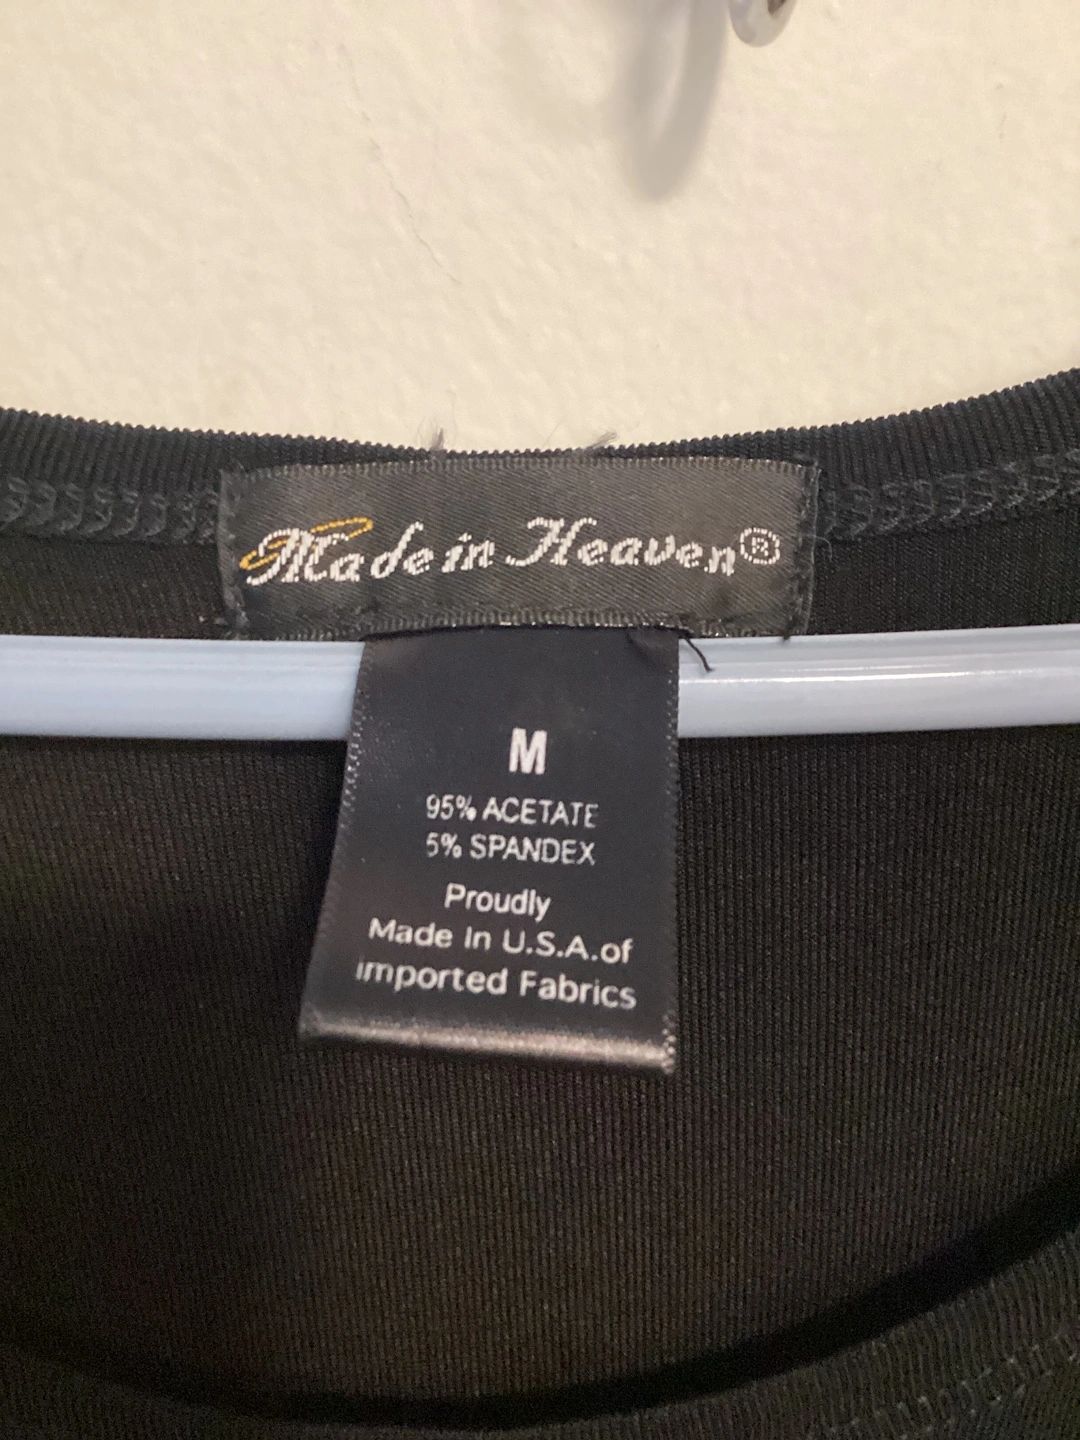 Made in Heaven®
M
95% ACETATE
5% SPANDEX
Proudly
Made In U.S.A.of
imported Fabrics